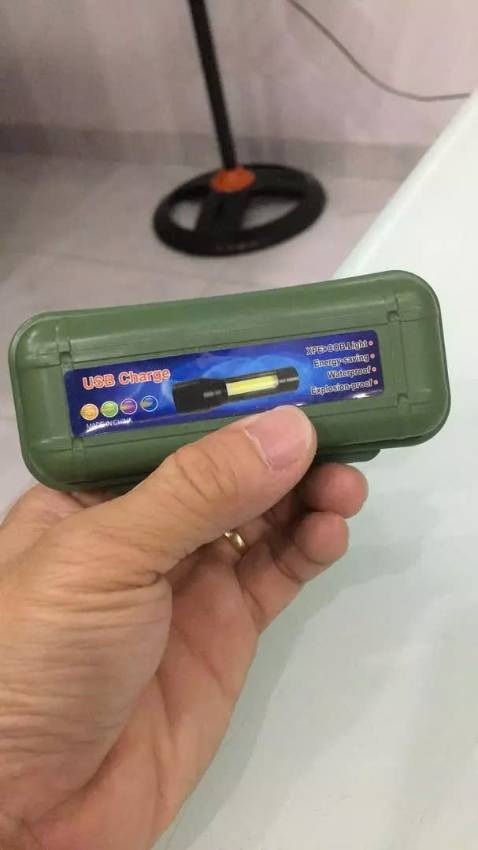 USB Charge
MADE IN CHINA
XPE+COB Light
Energy-saving
Waterproof
Explosion-proof